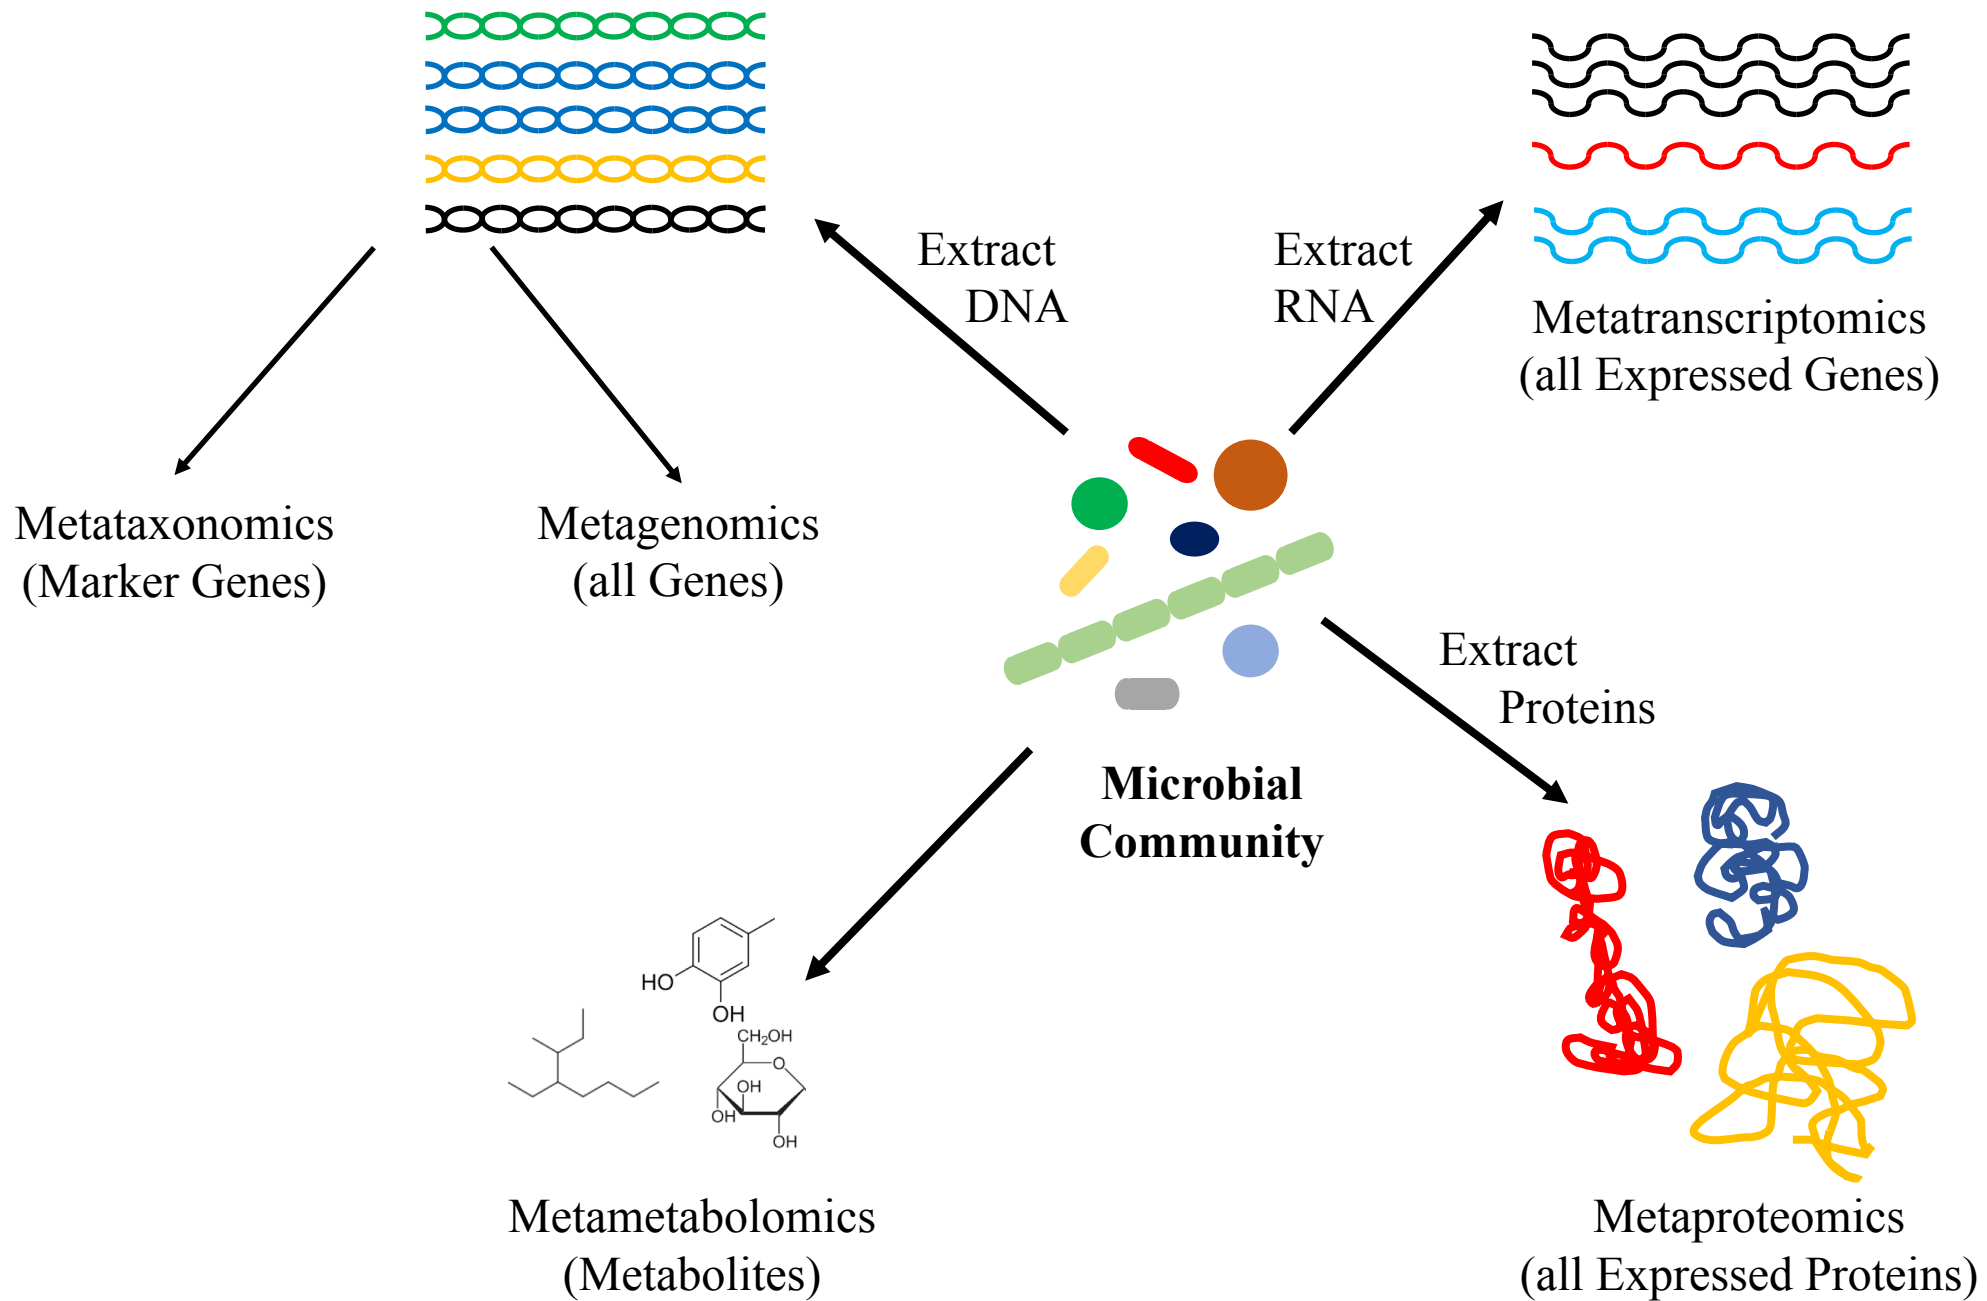 Extract
DNA
Extract
RNA
Metatranscriptomics
(all Expressed Genes)
Metataxonomics
(Marker Genes)
Metagenomics
(all Genes)
Extract
Proteins
Microbial
Community
HO
OH
CH₂OH
O
OH
OH
OH
Metametabolomics
(Metabolites)
Metaproteomics
(all Expressed Proteins)